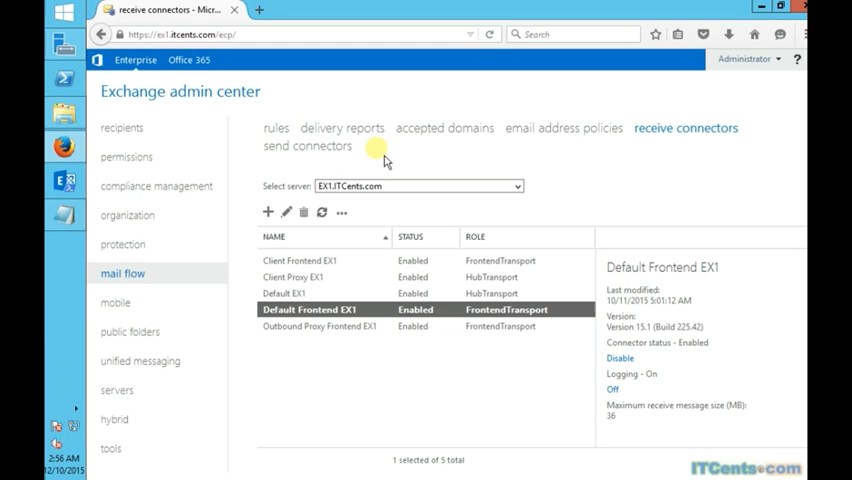 receive connectors - Micr...
https://ex1.itcents.com/ecp/
Search
Enterprise Office 365
Administrator ?
Exchange admin center
recipients
permissions
compliance management
organization
protection
mail flow
mobile
public folders
unified messaging
servers
hybrid
tools
rules delivery reports accepted domains email address policies receive connectors
send connectors
Select server: EX1.ITCents.com
NAME STATUS ROLE
Client Frontend EX1 Enabled FrontendTransport
Client Proxy EX1 Enabled HubTransport
Default EX1 Enabled HubTransport
Default Frontend EX1 Enabled FrontendTransport
Outbound Proxy Frontend EX1 Enabled FrontendTransport
1 selected of 5 total
Default Frontend EX1
Last modified:
10/11/2015 5:01:12 AM
Version:
Version 15.1 (Build 225.42)
Connector status - Enabled
Disable
Logging - On
Off
Maximum receive message size (MB):
36
2:56 AM
12/10/2015
ITCents.com